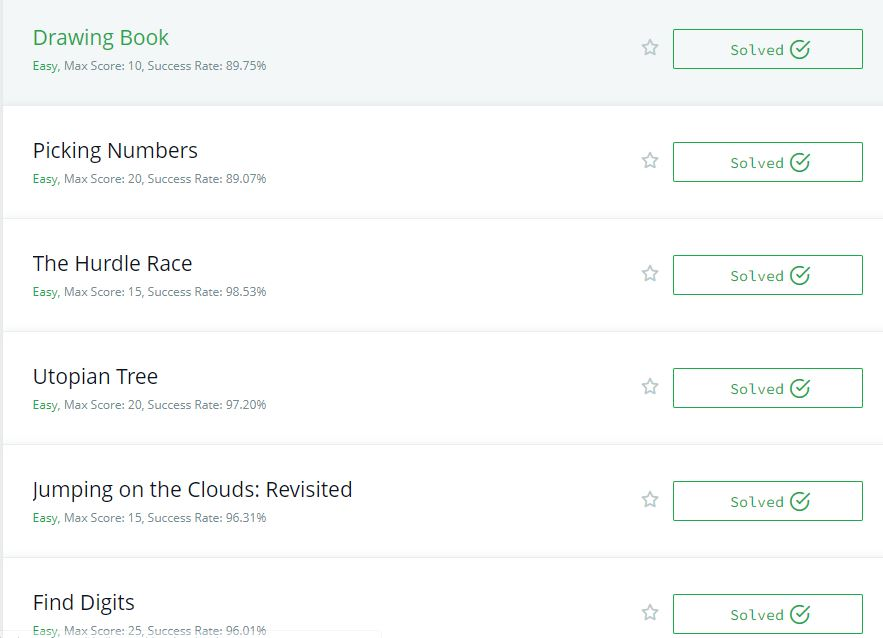 Drawing Book
Easy, Max Score: 10, Success Rate: 89.75%
Solved
Picking Numbers
Easy, Max Score: 20, Success Rate: 89.07%
Solved
The Hurdle Race
Easy, Max Score: 15, Success Rate: 98.53%
Solved
Utopian Tree
Easy, Max Score: 20, Success Rate: 97.20%
Solved
Jumping on the Clouds: Revisited
Easy, Max Score: 15, Success Rate: 96.31%
Solved
Find Digits
Easy, Max Score: 25, Success Rate: 96.01%
Solved